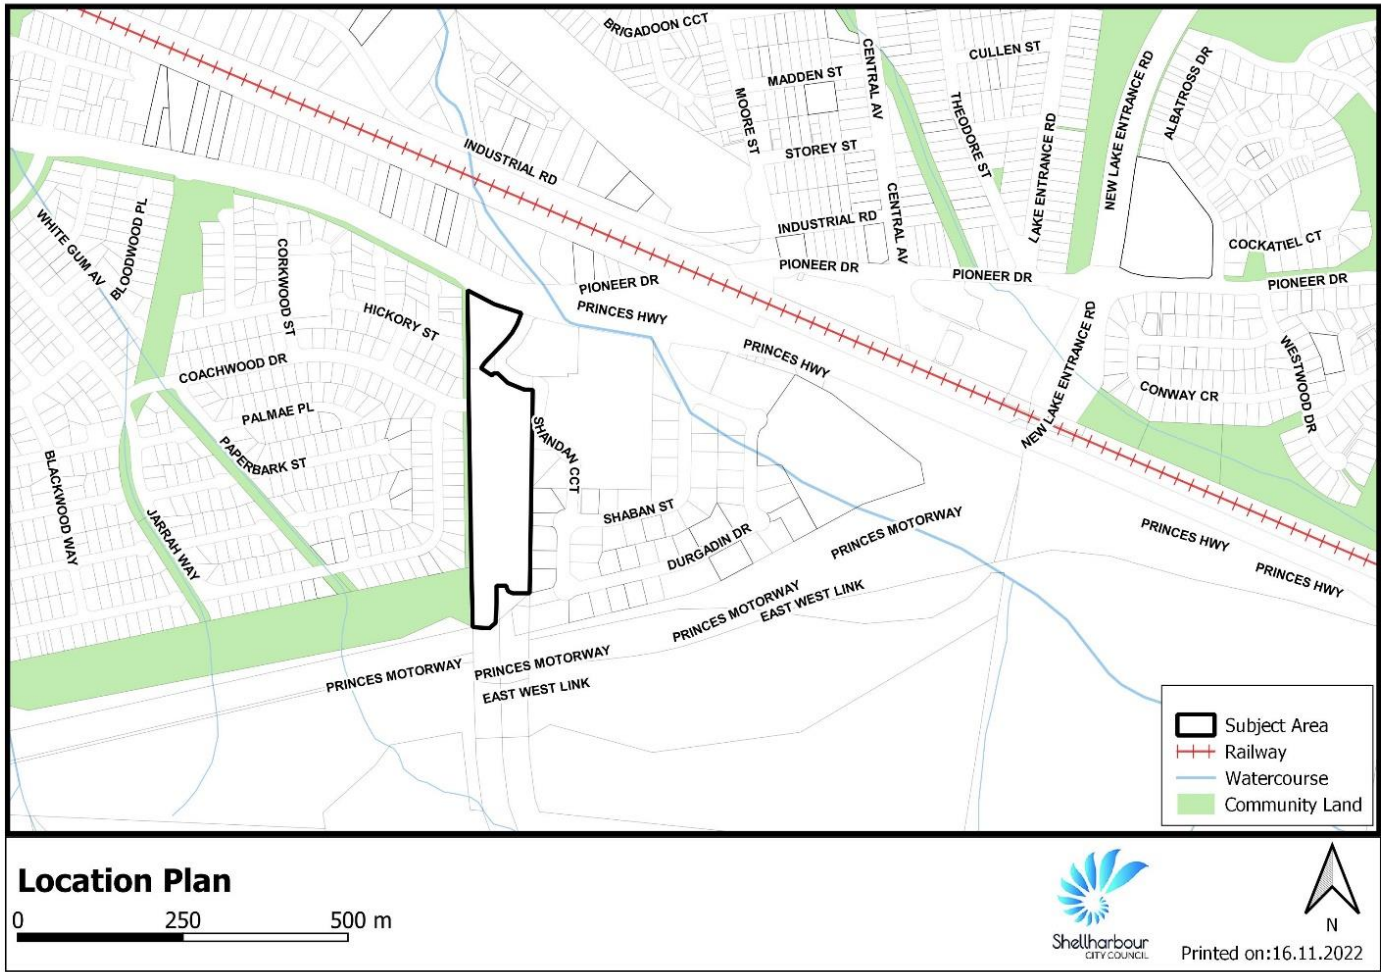 BRIGADOON CCT
CULLEN ST
CENTRAL AV
MADDEN ST
NEW LAKE ENTRANCE RD
ALBATROSS DR
MOORE ST
THEODORE ST
STOREY ST
LAKE ENTRANCE RD
INDUSTRIAL RD
CENTRAL AV
INDUSTRIAL RD
WHITE GUM AV
BLOODWOOD PL
CORKWOOD ST
COCKATIEL CT
PIONEER DR
PIONEER DR
PIONEER DR
PIONEER DR
HICKORY ST
PRINCES HWY
PRINCES HWY
NEW LAKE ENTRANCE RD
WESTWOOD DR
COACHWOOD DR
CONWAY CR
PALMAE PL
SHANDAN CCT
PAPERBARK ST
BLACKWOOD WAY
JARRAH WAY
SHABAN ST
DURGADIN DR
PRINCES MOTORWAY
PRINCES HWY
PRINCES HWY
PRINCES MOTORWAY
EAST WEST LINK
PRINCES MOTORWAY
PRINCES MOTORWAY
EAST WEST LINK
Subject Area
Railway
Watercourse
Community Land
Location Plan
0 250 500 m
Shellharbour
CITY COUNCIL
N
Printed on:16.11.2022